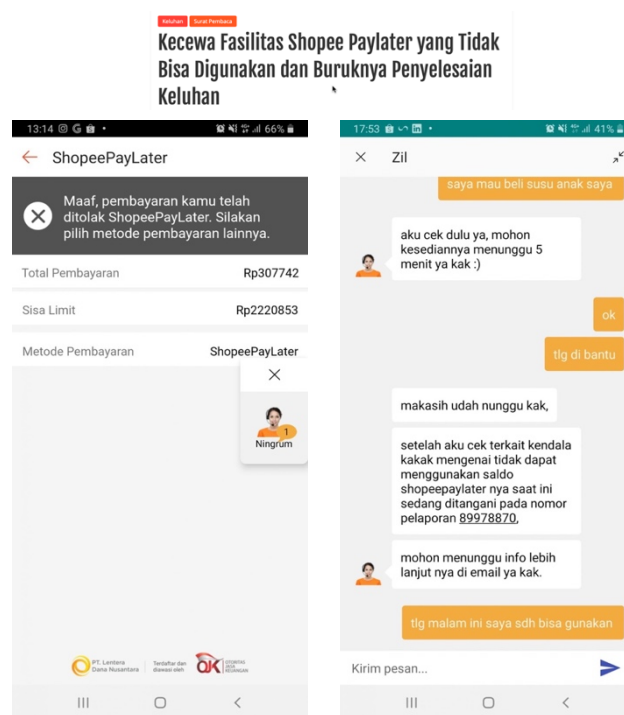 Keluhan Surat Pembaca
Kecewa Fasilitas Shopee Paylater yang Tidak
Bisa Digunakan dan Buruknya Penyelesaian
Keluhan
13:14
66%
ShopeePayLater
Maaf, pembayaran kamu telah
ditolak ShopeePayLater. Silakan
pilih metode pembayaran lainnya.
Total Pembayaran Rp307742
Sisa Limit Rp2220853
Metode Pembayaran ShopeePayLater
1
Ningrum
PT. Lentera
Dana Nusantara
Terdaftar dan
diawasi oleh
OJK
OTORITAS
JASA
KEUANGAN
17:53
41%
Zil
saya mau beli susu anak saya
aku cek dulu ya, mohon
kesediannya menunggu 5
menit ya kak :)
ok
tlg di bantu
makasih udah nunggu kak,
setelah aku cek terkait kendala
kakak mengenai tidak dapat
menggunakan saldo
shopeepaylater nya saat ini
sedang ditangani pada nomor
pelaporan 89978870,
mohon menunggu info lebih
lanjut nya di email ya kak.
tlg malam ini saya sdh bisa gunakan
Kirim pesan...